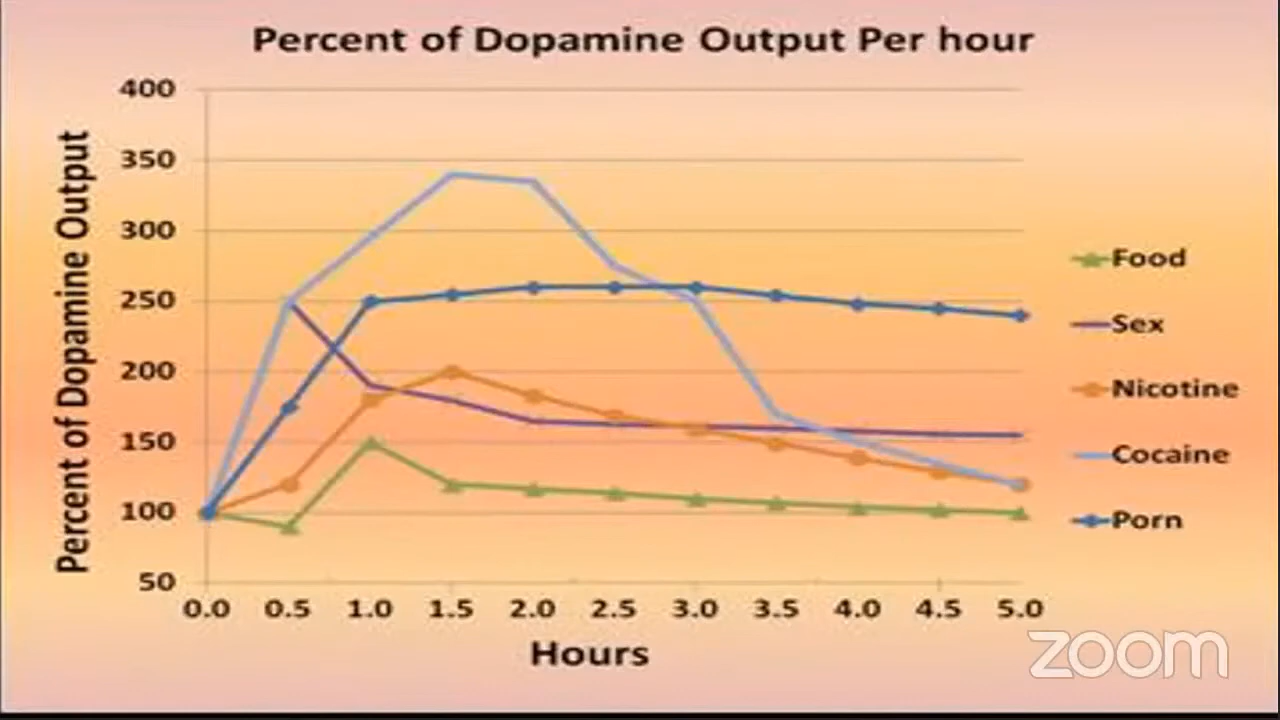 Percent of Dopamine Output Per hour
Percent of Dopamine Output
400
350
300
250
200
150
100
50
0.0 0.5 1.0 1.5 2.0 2.5 3.0 3.5 4.0 4.5 5.0
Hours
Food
Sex
Nicotine
Cocaine
Porn
zoom